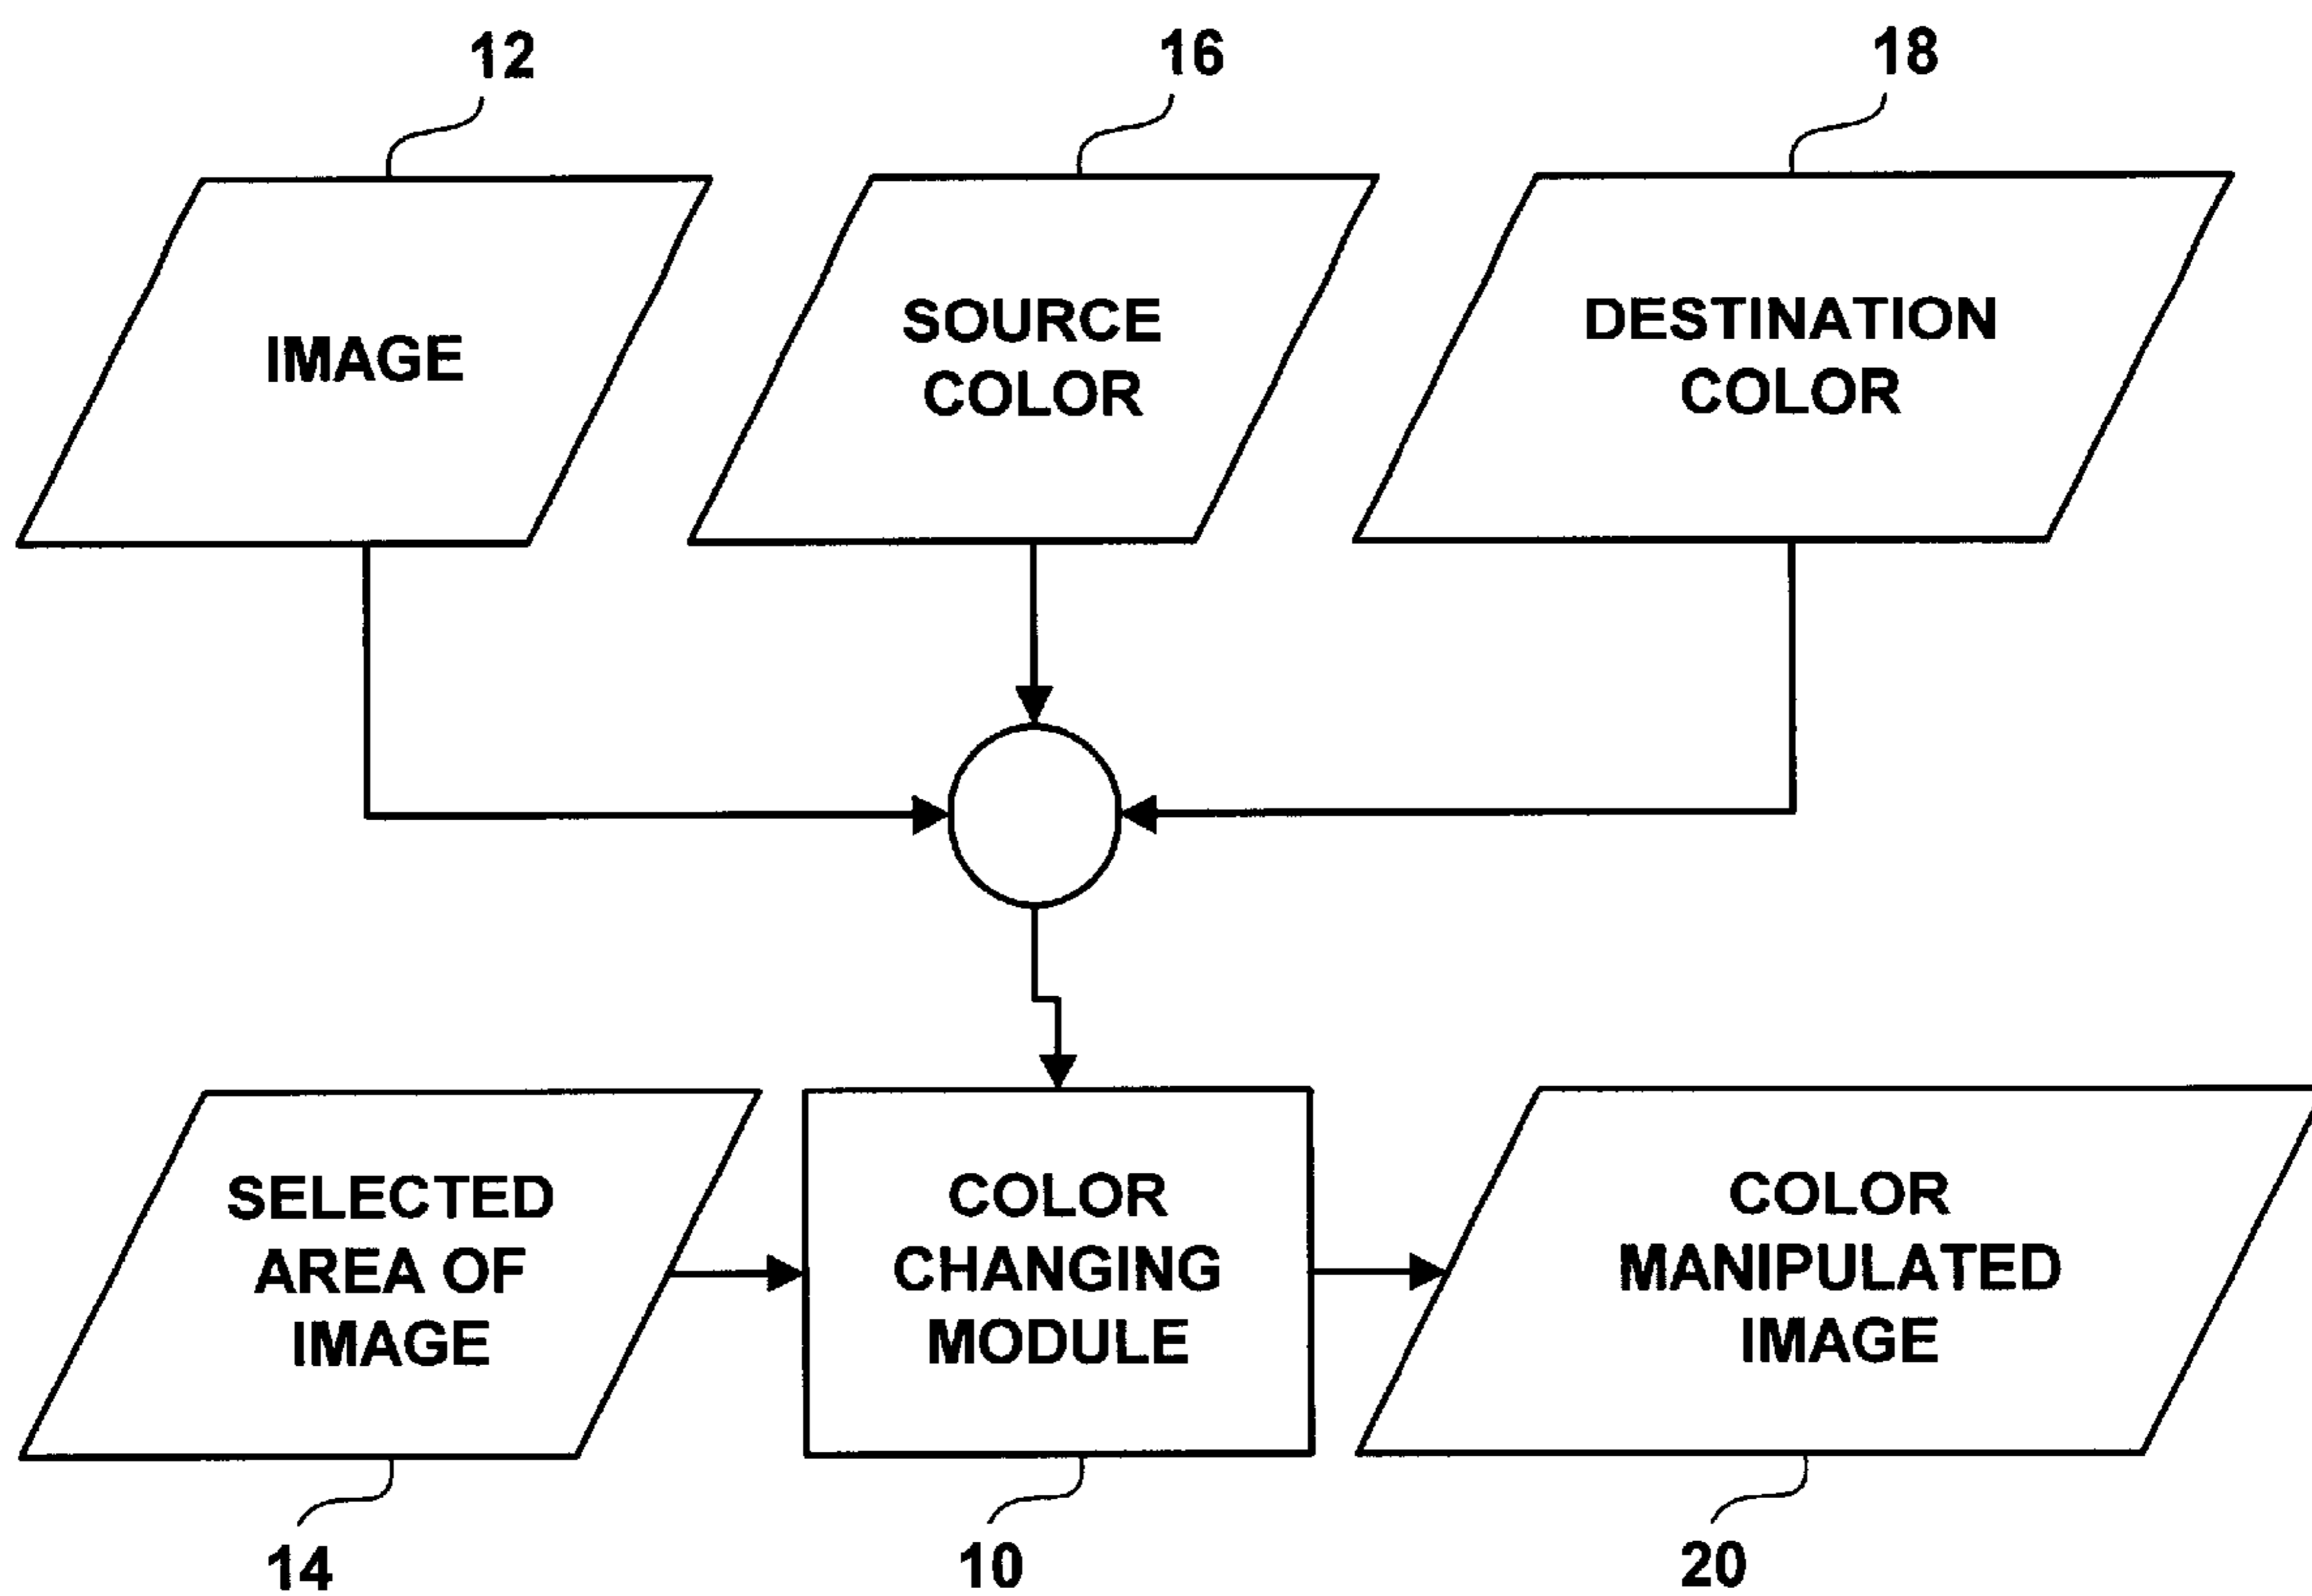 12
16
18
IMAGE
SOURCE
COLOR
DESTINATION
COLOR
SELECTED
AREA OF
IMAGE
COLOR
CHANGING
MODULE
COLOR
MANIPULATED
IMAGE
14
10
20